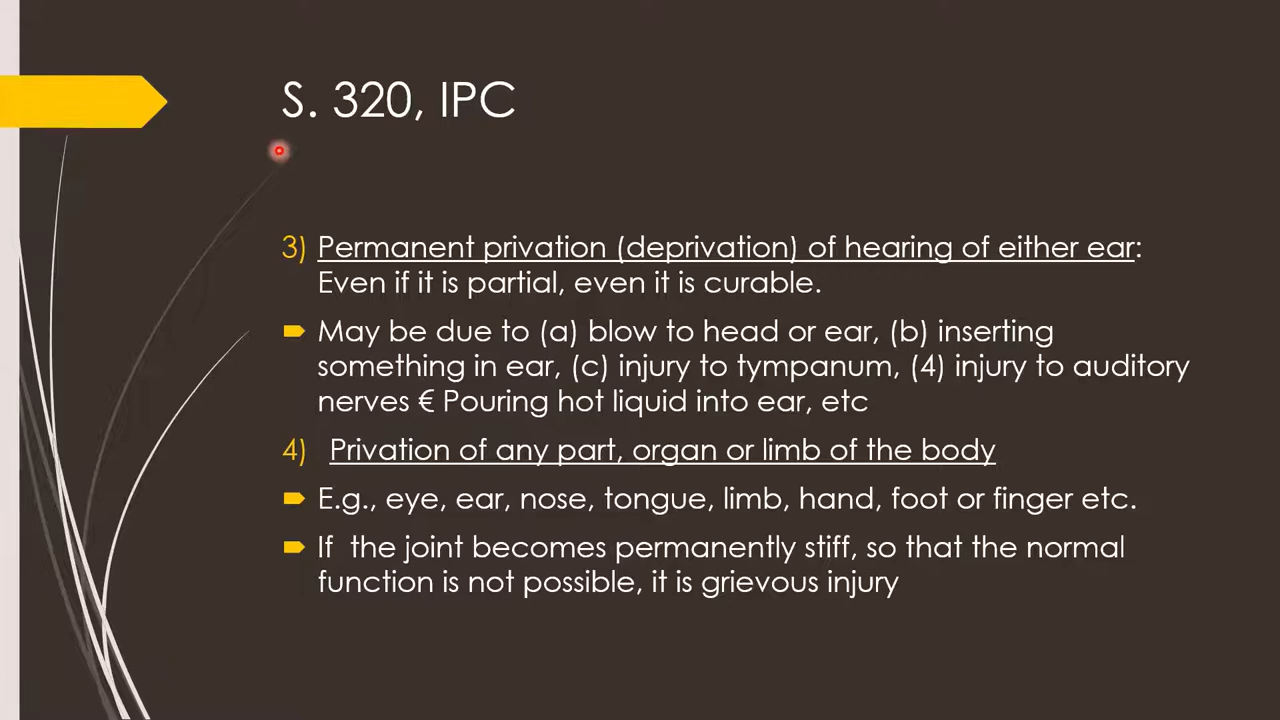 S. 320, IPC
3) Permanent privation (deprivation) of hearing of either ear:
Even if it is partial, even it is curable.
May be due to (a) blow to head or ear, (b) inserting
something in ear, (c) injury to tympanum, (4) injury to auditory
nerves € Pouring hot liquid into ear, etc
4) Privation of any part, organ or limb of the body
E.g., eye, ear, nose, tongue, limb, hand, foot or finger etc.
If the joint becomes permanently stiff, so that the normal
function is not possible, it is grievous injury